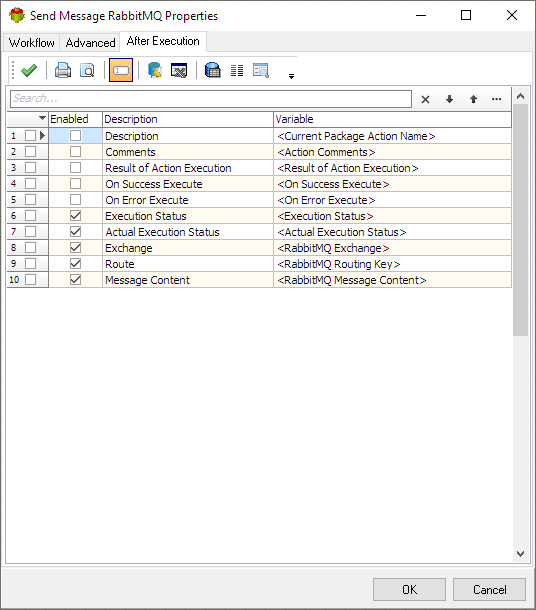 Send Message RabbitMQ Properties
Workflow Advanced After Execution
Search...
Enabled Description Variable
1 Description <Current Package Action Name>
2 Comments <Action Comments>
3 Result of Action Execution <Result of Action Execution>
4 On Success Execute <On Success Execute>
5 On Error Execute <On Error Execute>
6 Execution Status <Execution Status>
7 Actual Execution Status <Actual Execution Status>
8 Exchange <RabbitMQ Exchange>
9 Route <RabbitMQ Routing Key>
10 Message Content <RabbitMQ Message Content>
OK Cancel